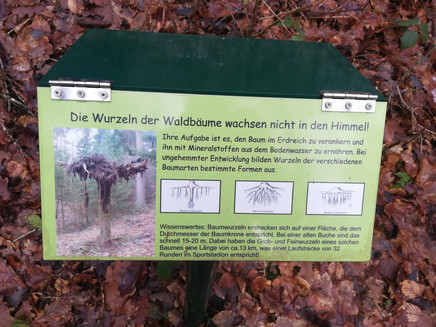 Die Wurzeln der Waldbäume wachsen nicht in den Himmel!
Ihre Aufgabe ist es, den Baum im Erdreich zu verankern und
ihn mit Mineralstoffen aus dem Bodenwasser zu ernähren. Bei
ungehemmter Entwicklung bilden Wurzeln der verschiedenen
Baumarten bestimmte Formen aus.
Wissenswertes: Baumwurzeln erstrecken sich auf einer Fläche, die dem
Durchmesser der Baumkrone entspricht. Bei einer alten Buche sind das
schnell 15-20 m. Dabei haben die Grob- und Feinwurzeln eines solchen
Baumes eine Länge von ca.13 km, was einer Laufstrecke von 32
Runden im Sportstadion entspricht!